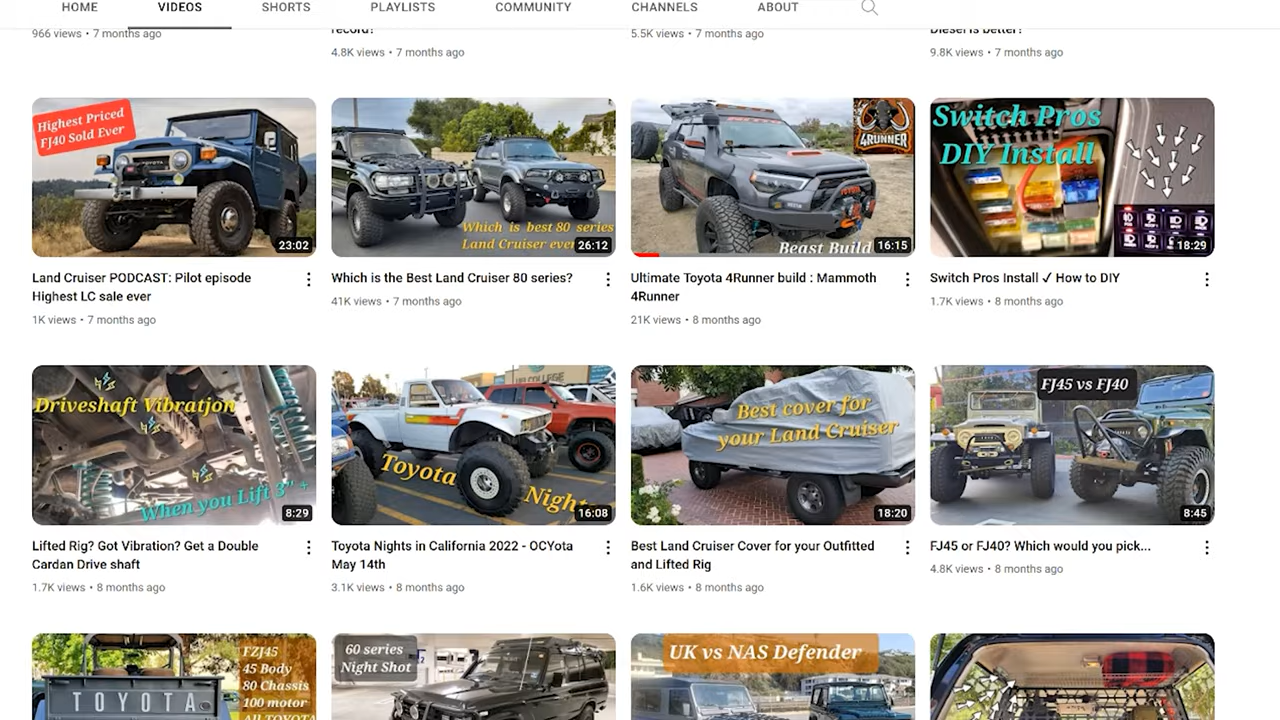 HOME VIDEOS SHORTS PLAYLISTS COMMUNITY CHANNELS ABOUT
966 views • 7 months ago
record?
4.8K views • 7 months ago
5.5K views • 7 months ago
Diesel is better?
9.8K views • 7 months ago
Highest Priced
FJ40 Sold Ever
23:02
Land Cruiser PODCAST: Pilot episode
Highest LC sale ever
1K views • 7 months ago
Which is best 80 series
Land Cruiser ever
26:12
Which is the Best Land Cruiser 80 series?
41K views • 7 months ago
4RUNNER
Beast Build
16:15
Ultimate Toyota 4Runner build : Mammoth
4Runner
21K views • 8 months ago
Switch Pros
DIY Install
18:29
Switch Pros Install ✓ How to DIY
1.7K views • 8 months ago
Driveshaft Vibration
When you Lift 3" +
8:29
Lifted Rig? Got Vibration? Get a Double
Cardan Drive shaft
1.7K views • 8 months ago
Toyota
Night
16:08
Toyota Nights in California 2022 - OCYota
May 14th
3.1K views • 8 months ago
Best cover for
your Land Cruiser
18:20
Best Land Cruiser Cover for your Outfitted
and Lifted Rig
1.6K views • 8 months ago
FJ45 vs FJ40
8:45
FJ45 or FJ40? Which would you pick...
4.8K views • 8 months ago
TOYOTA
FZJ45
45 Body
80 Chassis
100 motor
All TOYOTA
60 series
Night Shot
UK vs NAS Defender